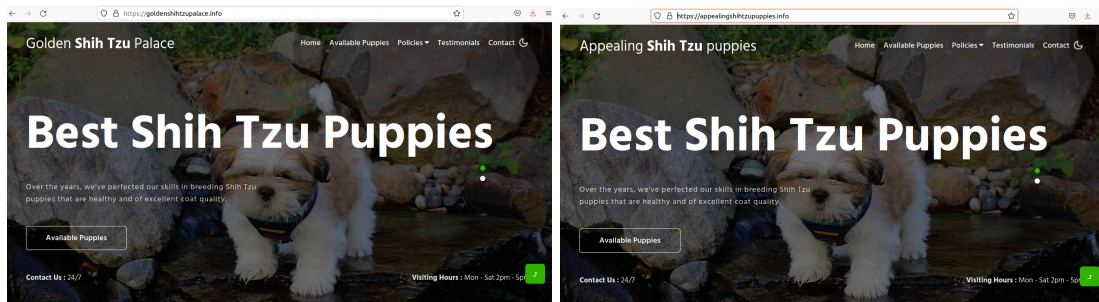 https://goldenshihtzupalace.info
Golden Shih Tzu Palace
Home Available Puppies Policies Testimonials Contact
Best Shih Tzu Puppies
Over the years, we've perfected our skills in breeding Shih Tzu
puppies that are healthy and of excellent coat quality.
Available Puppies
Contact Us : 24/7
Visiting Hours : Mon - Sat 2pm - 5p
https://appealingshihtzupuppies.info
Appealing Shih Tzu puppies
Home Available Puppies Policies Testimonials Contact
Best Shih Tzu Puppies
Over the years, we've perfected our skills in breeding Shih Tzu
puppies that are healthy and of excellent coat quality.
Available Puppies
Contact Us : 24/7
Visiting Hours : Mon - Sat 2pm - 5p